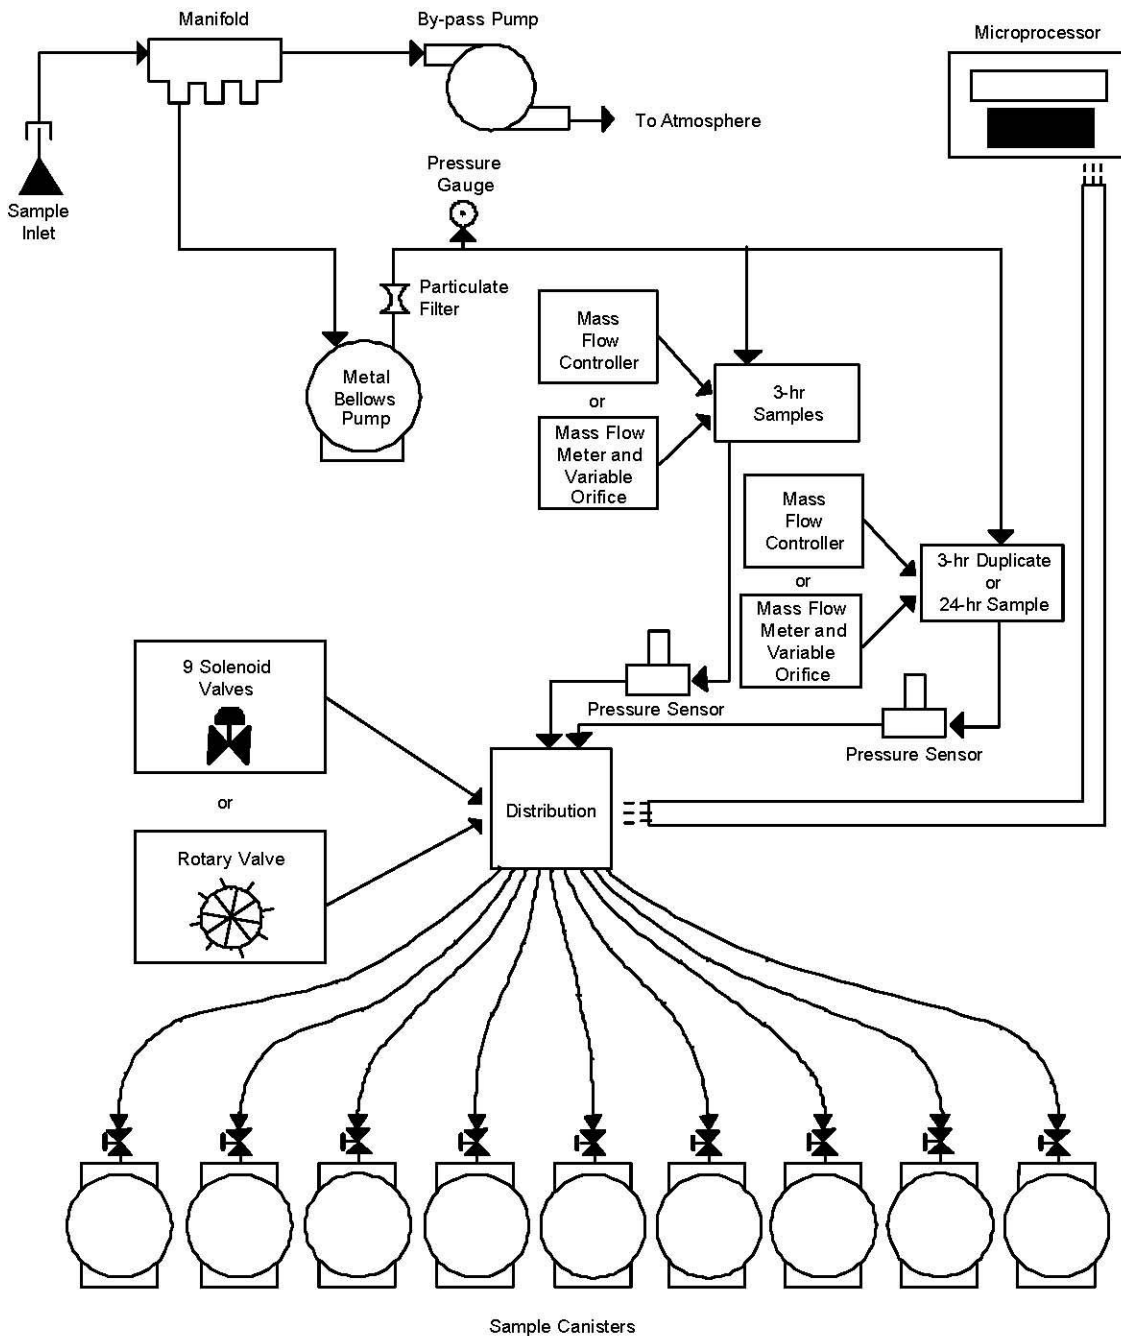 Manifold
By-pass Pump
Microprocessor
To Atmosphere
Sample
Inlet
Pressure
Gauge
Particulate
Filter
Metal
Bellows
Pump
Mass
Flow
Controller
or
Mass Flow
Meter and
Variable
Orifice
3-hr
Samples
Mass
Flow
Controller
or
Mass Flow
Meter and
Variable
Orifice
3-hr Duplicate
or
24-hr Sample
Pressure Sensor
Pressure Sensor
9 Solenoid
Valves
or
Rotary Valve
Distribution
Sample Canisters